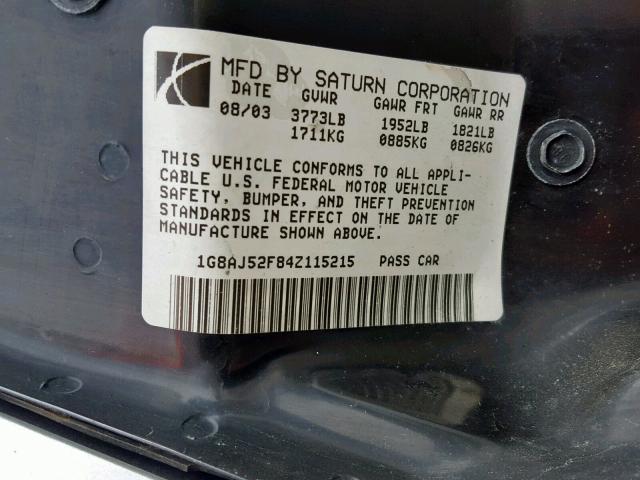 MFD BY SATURN CORPORATION
DATE GVWR GAWR FRT GAWR RR
08/03 3773LB 1952LB 1821LB
1711KG 0885KG 0826KG
THIS VEHICLE CONFORMS TO ALL APPLI-
CABLE U.S. FEDERAL MOTOR VEHICLE
SAFETY, BUMPER, AND THEFT PREVENTION
STANDARDS IN EFFECT ON THE DATE OF
MANUFACTURE SHOWN ABOVE.
1G8AJ52F84Z115215 PASS CAR